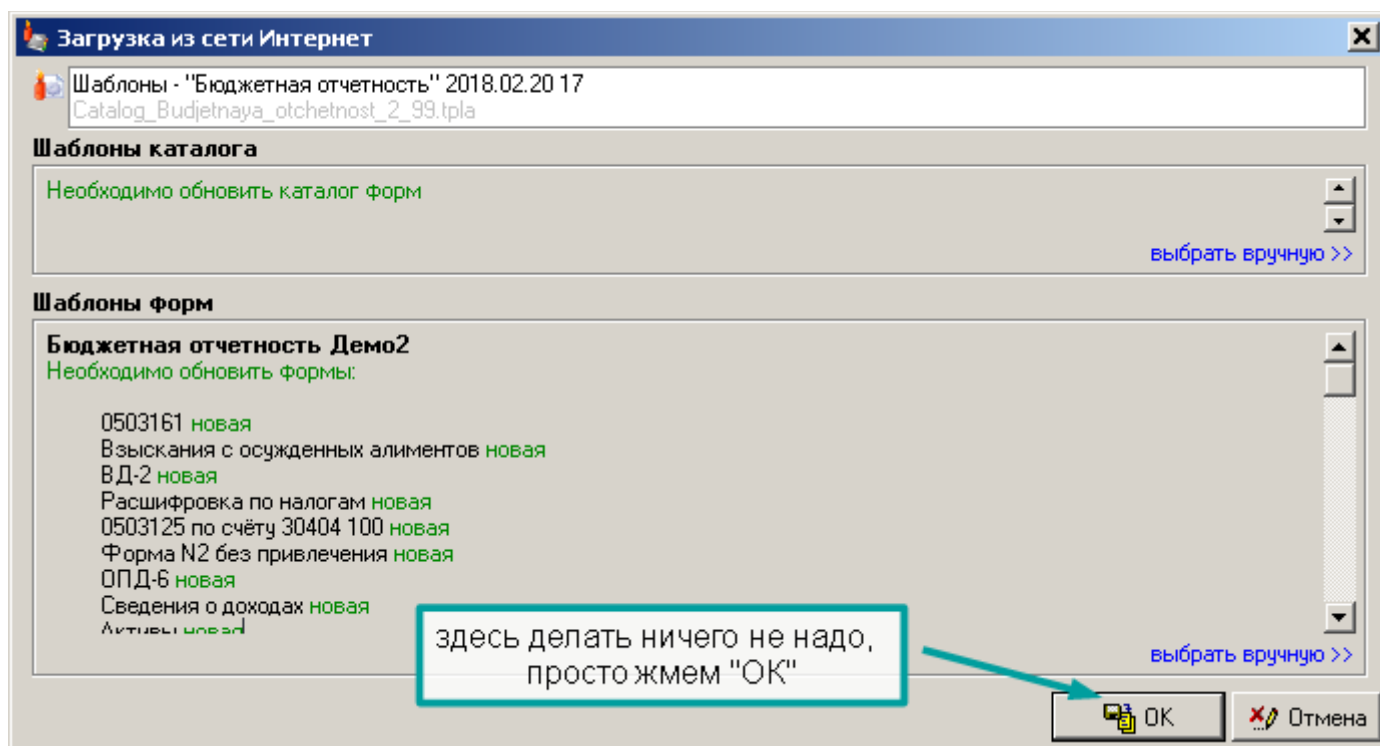 Загрузка из сети Интернет
Шаблоны - "Бюджетная отчетность" 2018.02.20 17
Catalog_Budjetnaya_otchetnost_2_99.tpla
Шаблоны каталога
Необходимо обновить каталог форм
выбрать вручную >>
Шаблоны форм
Бюджетная отчетность Демо2
Необходимо обновить формы:
0503161 новая
Взыскания с осужденных алиментов новая
ВД-2 новая
Расшифровка по налогам новая
0503125 по счёту 30404 100 новая
Форма N2 без привлечения новая
ОПД-6 новая
Сведения о доходах новая
Активы новая
здесь делать ничего не надо,
просто жмем "ОК"
выбрать вручную >>
OK
Отмена